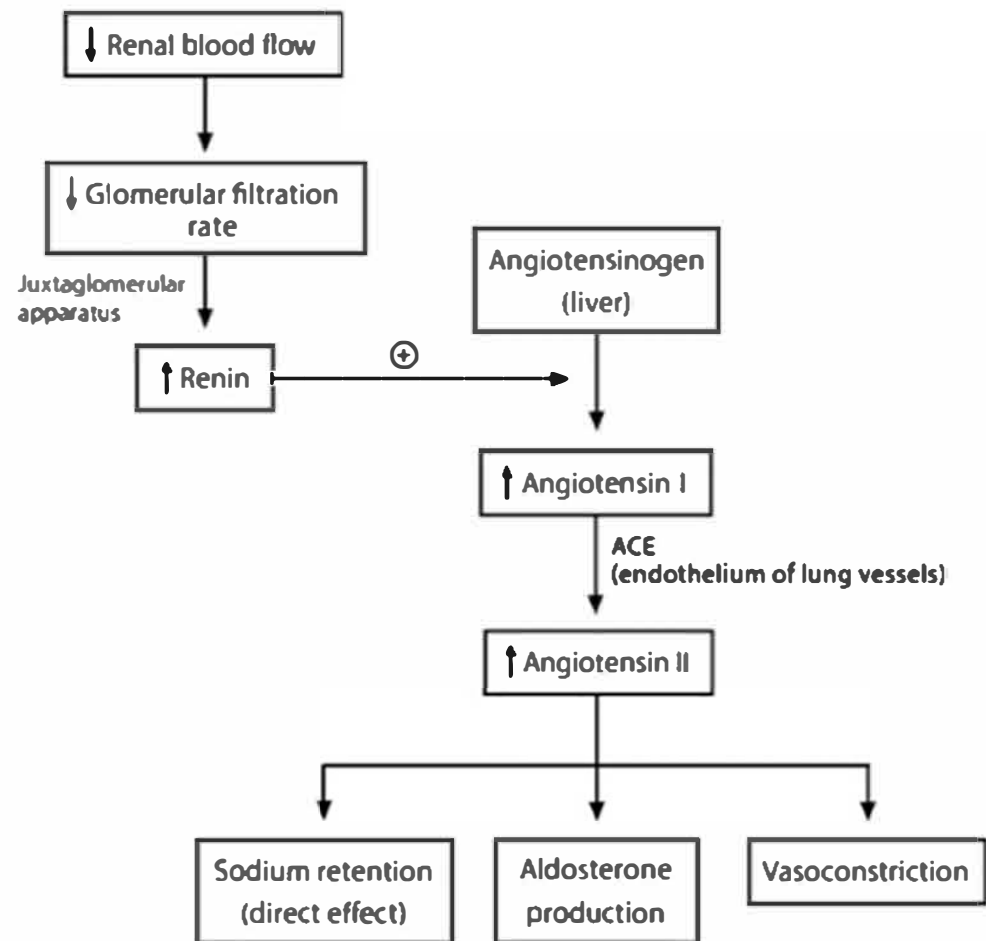 ↓ Renal blood flow
↓ Glomerular filtration
rate
Juxtaglomerular
apparatus
Angiotensinogen
(liver)
↑ Renin
+
↑ Angiotensin I
ACE
(endothelium of lung vessels)
↑ Angiotensin II
Sodium retention
(direct effect)
Aldosterone
production
Vasoconstriction